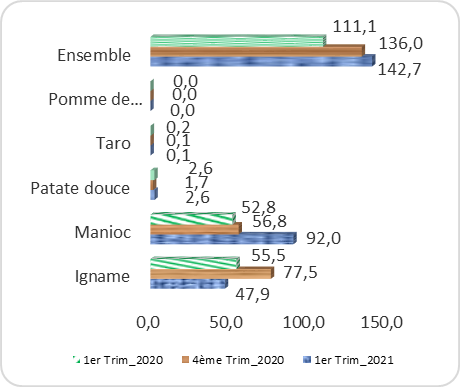 111,1
Ensemble
136,0
142,7
0,0
Pomme de...
0,0
0,0
0,2
Taro
0,1
0,1
2,6
Patate douce
1,7
2,6
52,8
Manioc
56,8
92,0
55,5
Igname
77,5
47,9
0,0 50,0 100,0 150,0
1er Trim_2020 4ème Trim_2020 1er Trim_2021